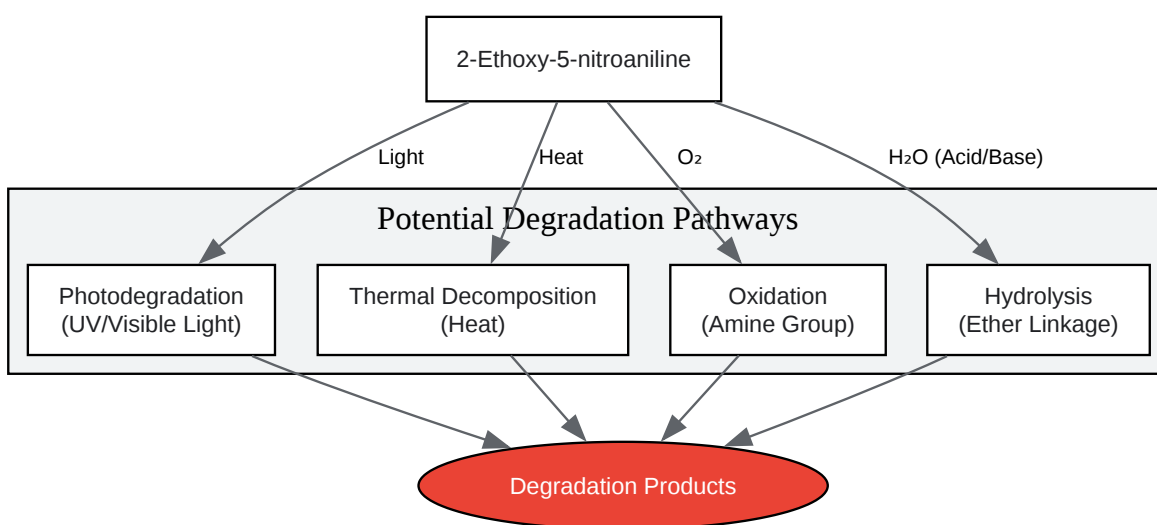 2-Ethoxy-5-nitroaniline
Light
Heat
O₂
H₂O (Acid/Base)
Potential Degradation Pathways
Photodegradation
(UV/Visible Light)
Thermal Decomposition
(Heat)
Oxidation
(Amine Group)
Hydrolysis
(Ether Linkage)
Degradation Products